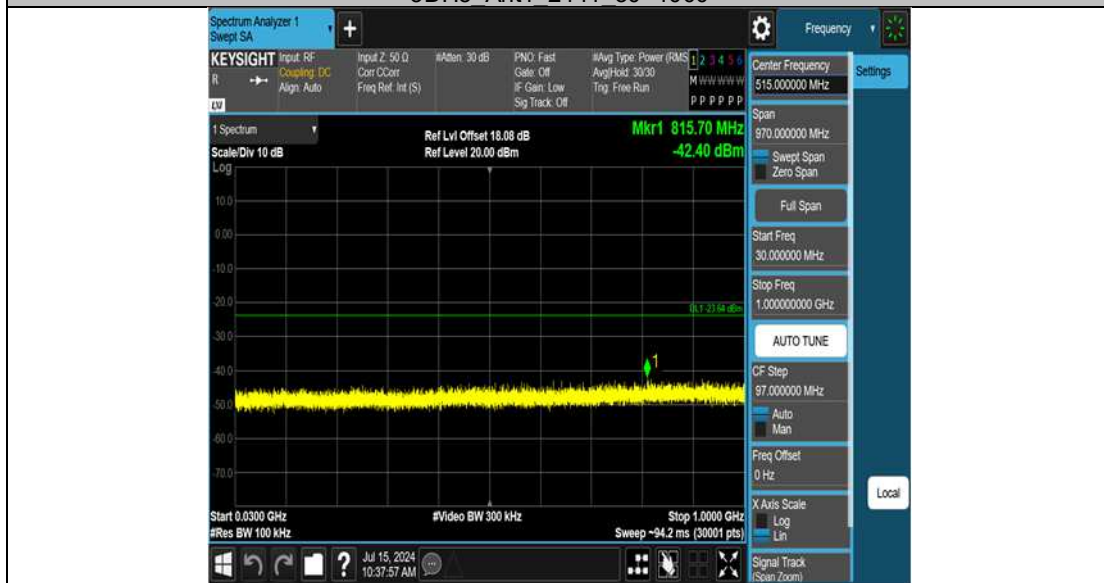 Spectrum Analyzer 1
Swept SA
+
Frequency
KEYSIGHT
R
LXI
Input: RF
Coupling: DC
Align: Auto
Input Z: 50 Ω
Corr CCorr
Freq Ref: Int (S)
#Atten: 30 dB
PNO: Fast
Gate: Off
IF Gain: Low
Sig Track: Off
#Avg Type: Power (RMS
Avg|Hold: 30/30
Trig: Free Run
1 2 3 4 5 6
M W W W W W
P P P P P P
1 Spectrum
Scale/Div 10 dB
Log
Ref Lvl Offset 18.08 dB
Ref Level 20.00 dBm
Mkr1 815.70 MHz
-42.40 dBm
10.0
0.00
-10.0
-20.0
-30.0
-40.0
-50.0
-60.0
-70.0
DL1 -23.64 dBm
1
Start 0.0300 GHz
#Res BW 100 kHz
#Video BW 300 kHz
Stop 1.0000 GHz
Sweep ~94.2 ms (30001 pts)
?
Jul 15, 2024
10:37:57 AM
Center Frequency
515.000000 MHz
Settings
Span
970.000000 MHz
Swept Span
Zero Span
Full Span
Start Freq
30.000000 MHz
Stop Freq
1.000000000 GHz
AUTO TUNE
CF Step
97.000000 MHz
Auto
Man
Freq Offset
0 Hz
X Axis Scale
Log
Lin
Local
Signal Track
(Span Zoom)